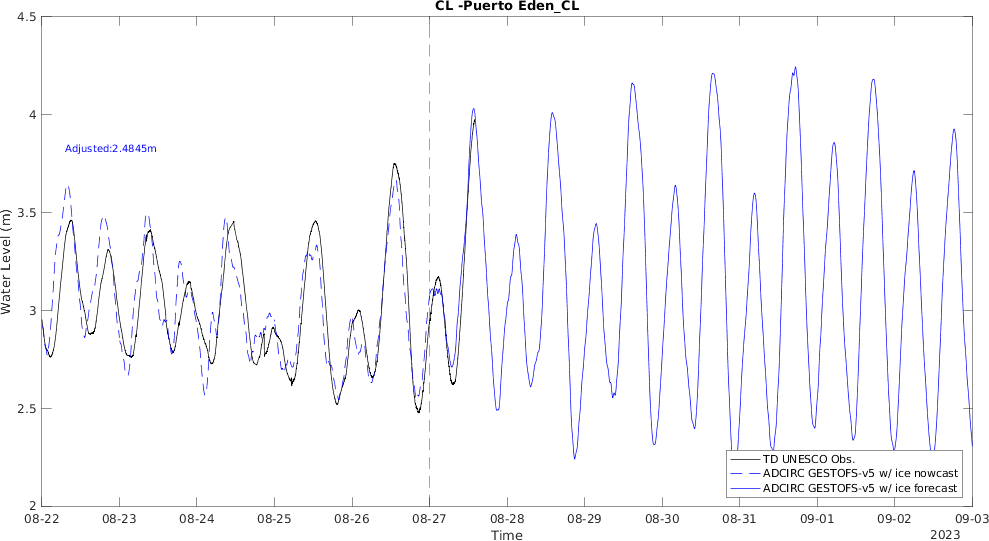 CL -Puerto Eden_CL
4.5
4
3.5
3
2.5
2
Water Level (m)
Adjusted:2.4845m
TD UNESCO Obs.
ADCIRC GESTOFS-v5 w/ ice nowcast
ADCIRC GESTOFS-v5 w/ ice forecast
08-22 08-23 08-24 08-25 08-26 08-27 08-28 08-29 08-30 08-31 09-01 09-02 09-03
Time
2023